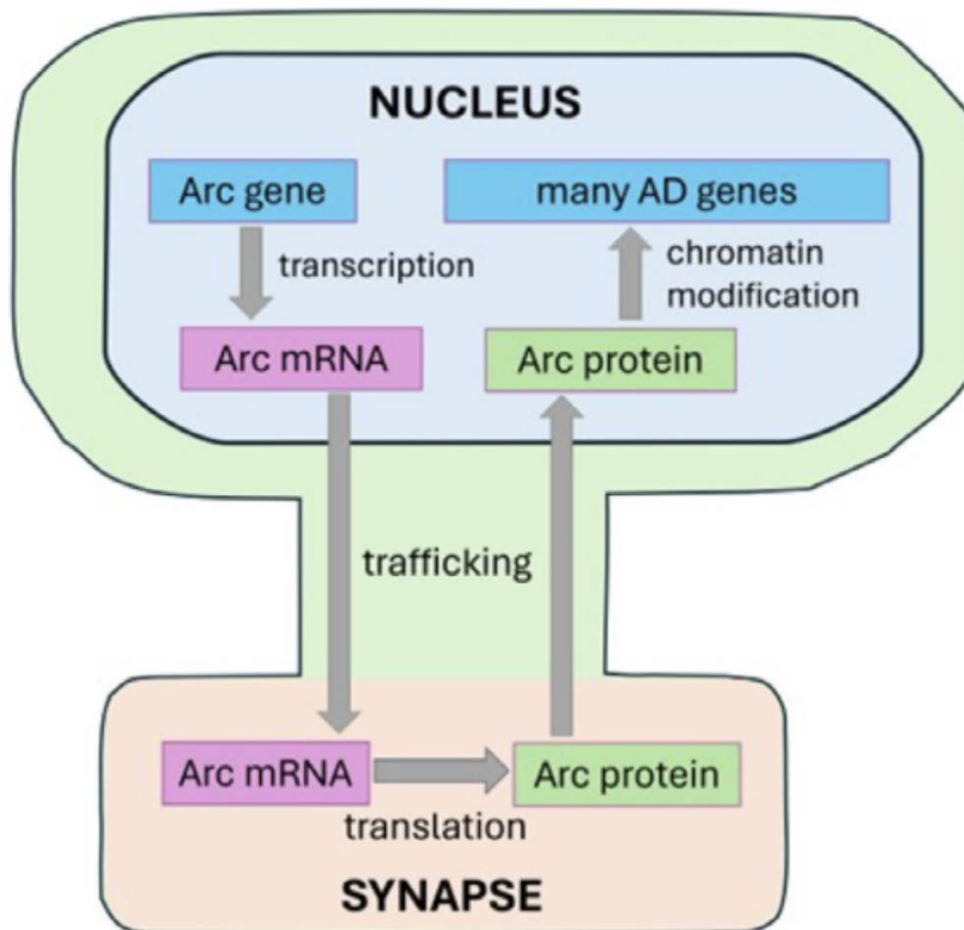 NUCLEUS
Arc gene
many AD genes
transcription
chromatin
modification
Arc mRNA
Arc protein
trafficking
Arc mRNA
Arc protein
translation
SYNAPSE